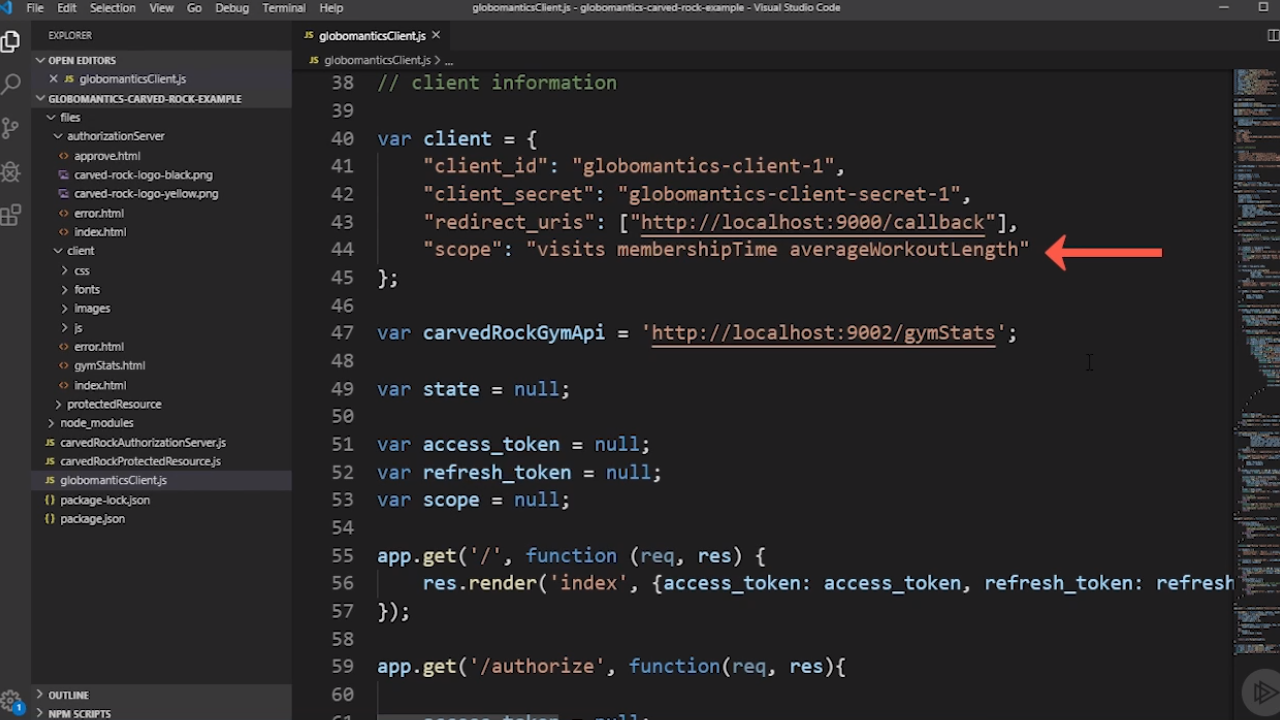 File Edit Selection View Go Debug Terminal Help
globomanticsClient.js - globomantics-carved-rock-example - Visual Studio Code
EXPLORER
OPEN EDITORS
JS globomanticsClient.js
GLOBOMANTICS-CARVED-ROCK-EXAMPLE
files
authorizationServer
approve.html
carved-rock-logo-black.png
carved-rock-logo-yellow.png
error.html
index.html
client
css
fonts
images
js
error.html
gymStats.html
index.html
protectedResource
node_modules
JS carvedRockAuthorizationServer.js
JS carvedRockProtectedResource.js
JS globomanticsClient.js
{} package-lock.json
{} package.json
OUTLINE
NPM SCRIPTS
1
JS globomanticsClient.js
JS globomanticsClient.js > ...
38 // client information
39
40 var client = {
41 "client_id": "globomantics-client-1",
42 "client_secret": "globomantics-client-secret-1",
43 "redirect_uris": ["http://localhost:9000/callback"],
44 "scope": "visits membershipTime averageWorkoutLength"
45 };
46
47 var carvedRockGymApi = 'http://localhost:9002/gymStats';
48
49 var state = null;
50
51 var access_token = null;
52 var refresh_token = null;
53 var scope = null;
54
55 app.get('/', function (req, res) {
56 res.render('index', {access_token: access_token, refresh_token: refresh
57 });
58
59 app.get('/authorize', function(req, res){
60
61 access_token = null;